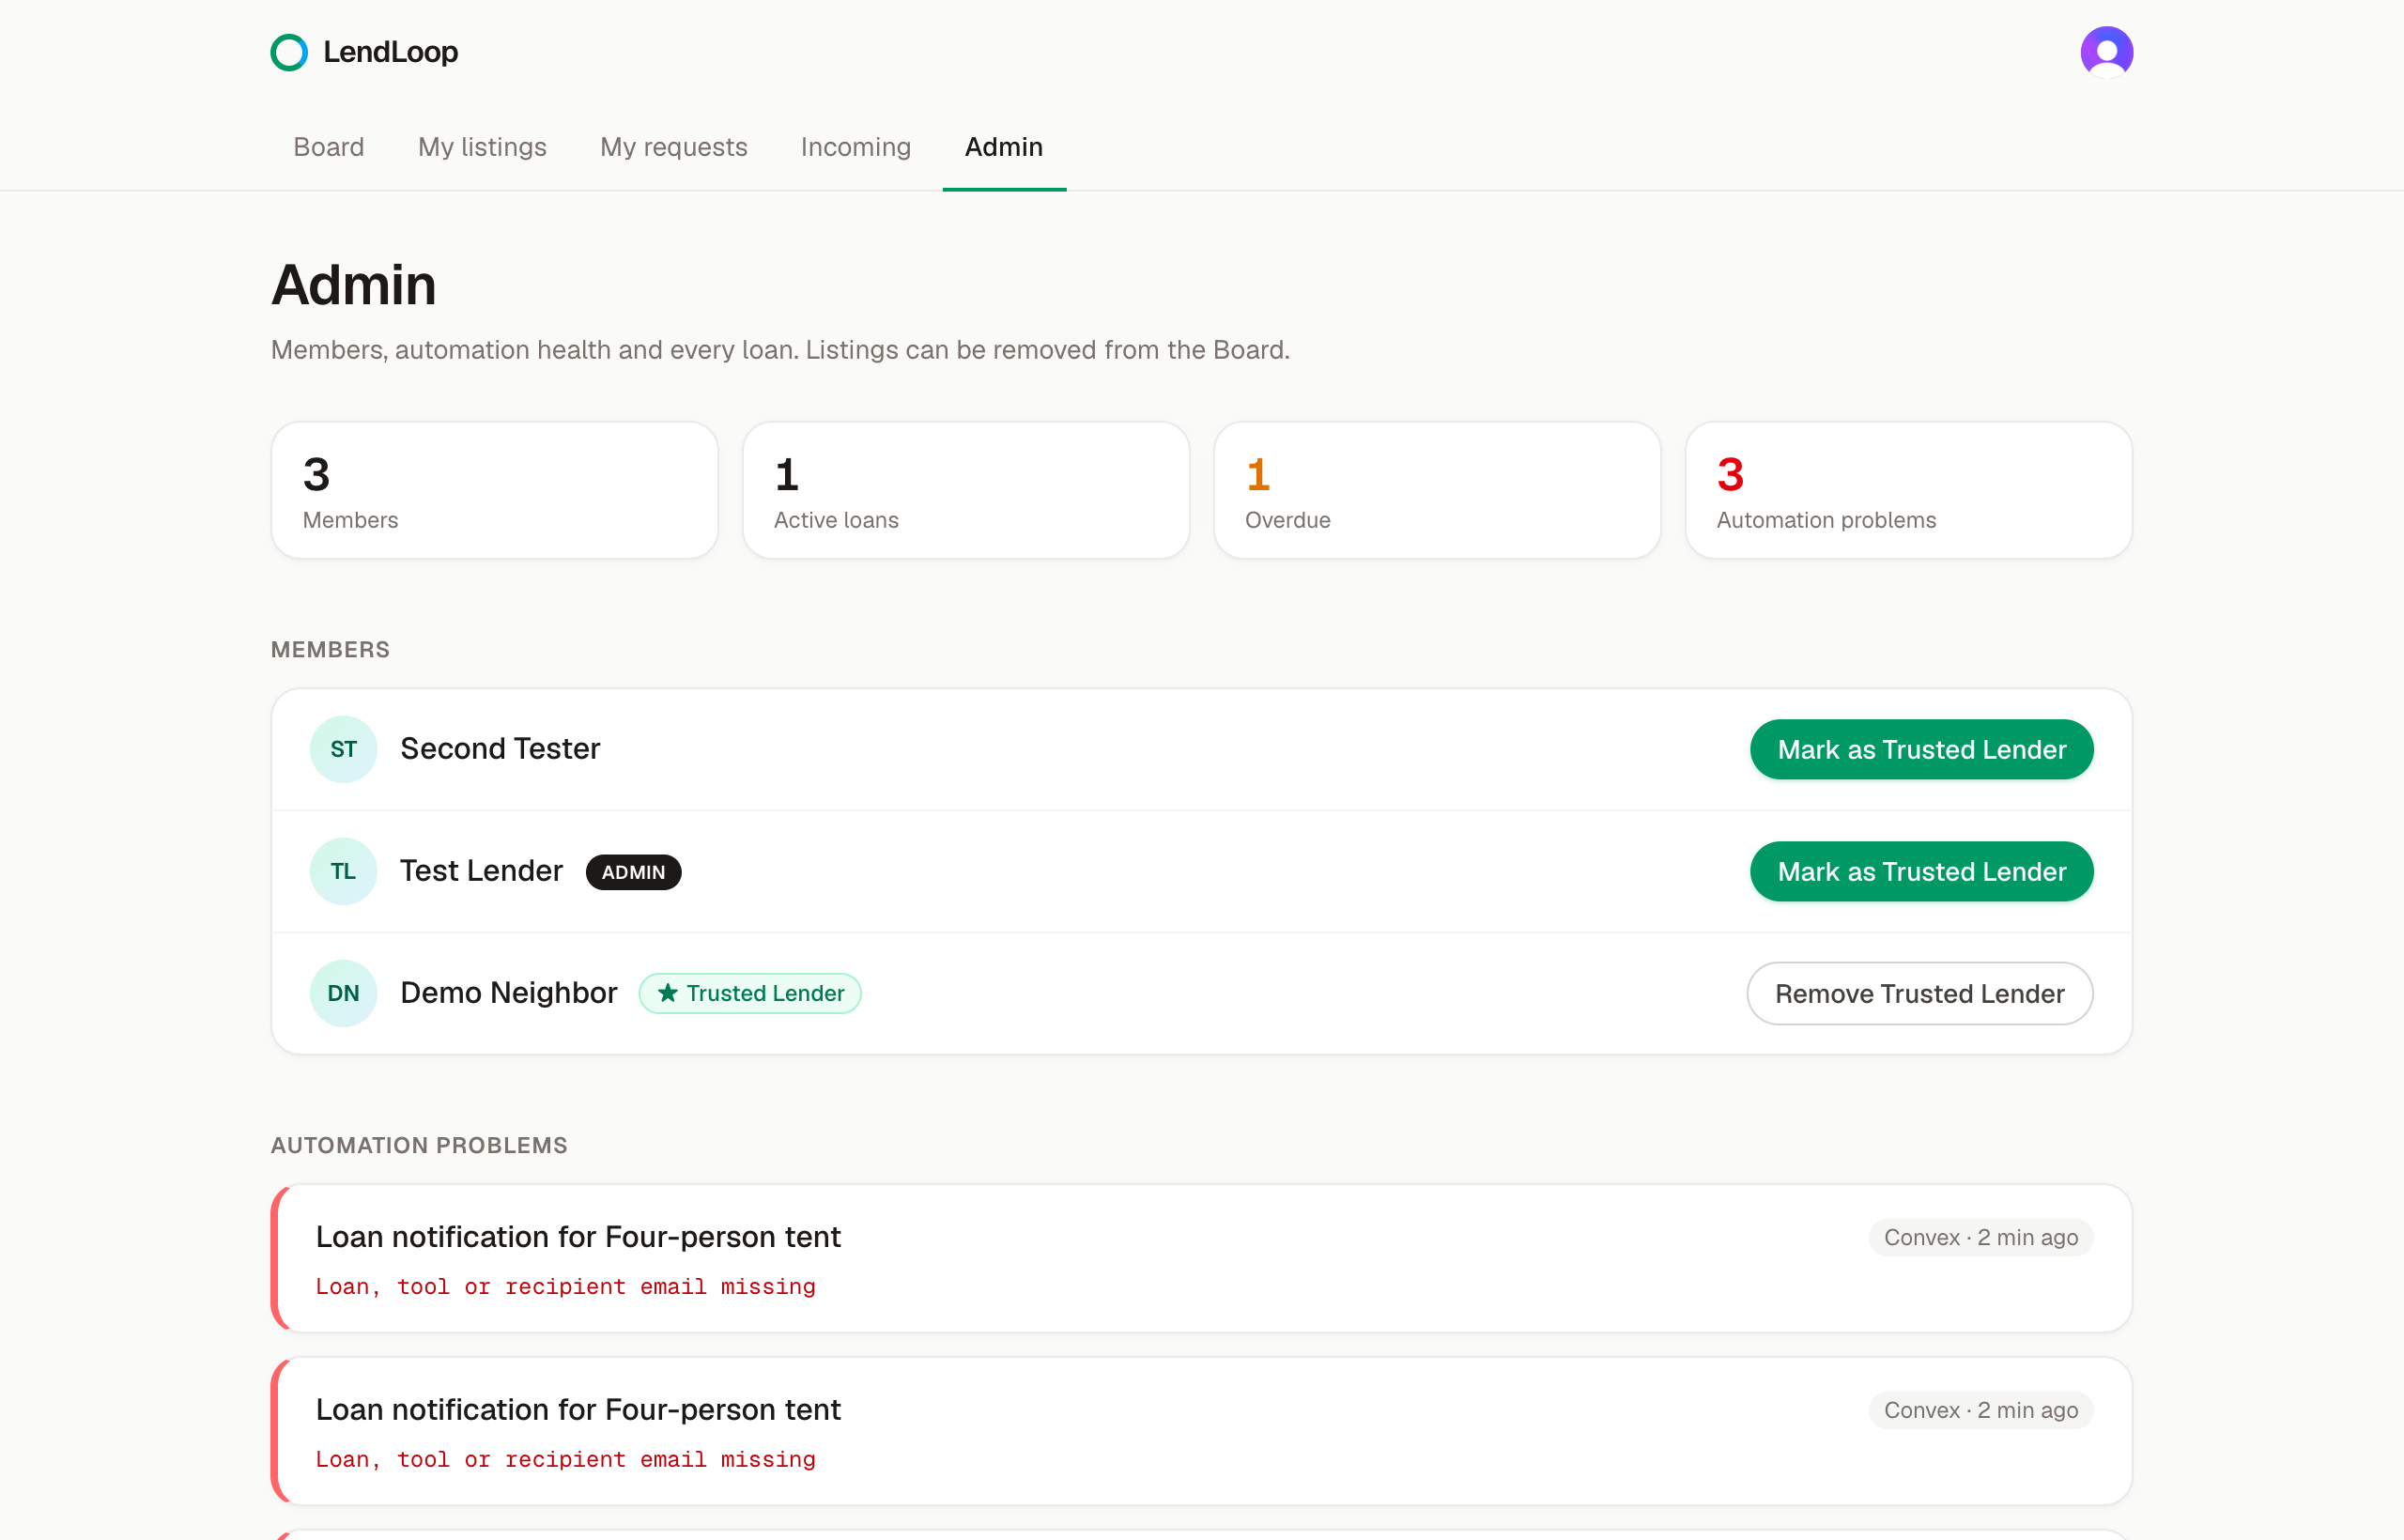 LendLoop
Board
My listings
My requests
Incoming
Admin
Admin
Members, automation health and every loan. Listings can be removed from the Board.
3
Members
1
Active loans
1
Overdue
3
Automation problems
MEMBERS
ST
Second Tester
Mark as Trusted Lender
TL
Test Lender
ADMIN
Mark as Trusted Lender
DN
Demo Neighbor
★ Trusted Lender
Remove Trusted Lender
AUTOMATION PROBLEMS
Loan notification for Four-person tent
Convex · 2 min ago
Loan, tool or recipient email missing
Loan notification for Four-person tent
Convex · 2 min ago
Loan, tool or recipient email missing